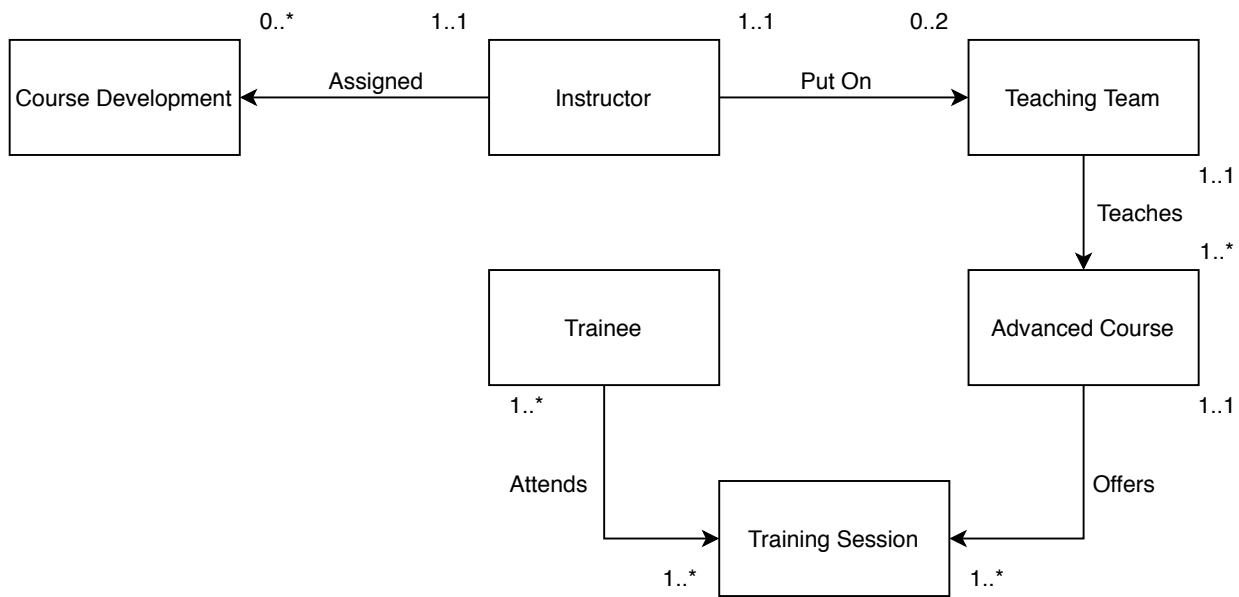 0..*
1..1
1..1
0..2
Course Development
Assigned
Instructor
Put On
Teaching Team
1..1
Teaches
1..*
Trainee
Advanced Course
1..*
1..1
Attends
Offers
Training Session
1..*
1..*